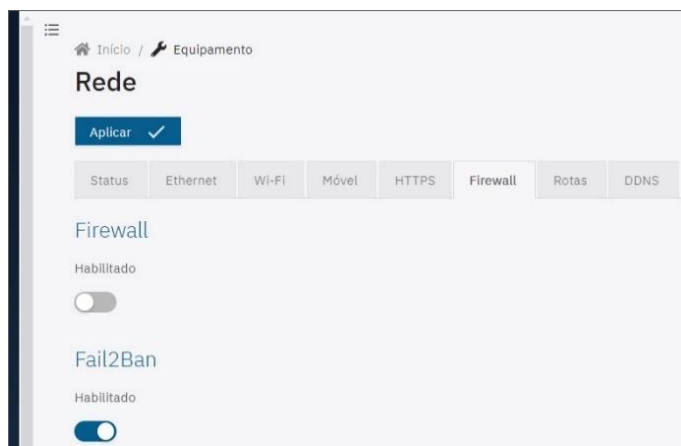 Início / Equipamento
Rede
Aplicar
Status Ethernet Wi-Fi Móvel HTTPS Firewall Rotas DDNS
Firewall
Habilitado
Fail2Ban
Habilitado